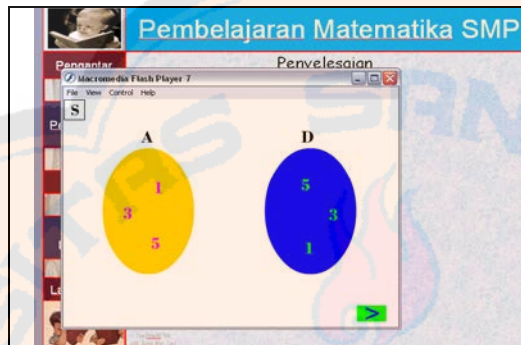 Pembelajaran Matematika SMP
Pengantar
Penyelesaian
Macromedia Flash Player 7
File View Control Help
S
A
D
1
3
5
5
3
1
>